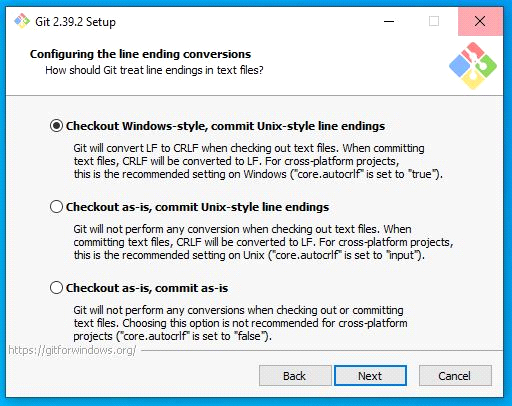 Git 2.39.2 Setup
Configuring the line ending conversions
How should Git treat line endings in text files?
Checkout Windows-style, commit Unix-style line endings
Git will convert LF to CRLF when checking out text files. When committing
text files, CRLF will be converted to LF. For cross-platform projects,
this is the recommended setting on Windows ("core.autocrlf" is set to "true").
Checkout as-is, commit Unix-style line endings
Git will not perform any conversion when checking out text files. When
committing text files, CRLF will be converted to LF. For cross-platform projects,
this is the recommended setting on Unix ("core.autocrlf" is set to "input").
Checkout as-is, commit as-is
Git will not perform any conversions when checking out or committing
text files. Choosing this option is not recommended for cross-platform
projects ("core.autocrlf" is set to "false").
https://gitforwindows.org/
Back Next Cancel